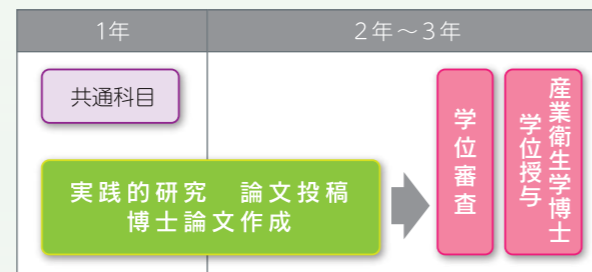 1年
2年～3年
共通科目
実践的研究　論文投稿
博士論文作成
学位審査
産業衛生学博士
学位授与